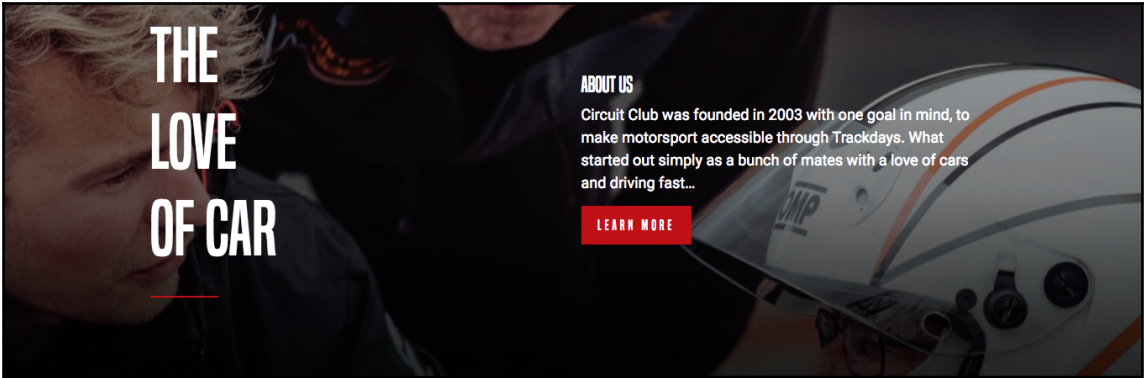 THE
LOVE
OF CAR
ABOUT US
Circuit Club was founded in 2003 with one goal in mind, to
make motorsport accessible through Trackdays. What
started out simply as a bunch of mates with a love of cars
and driving fast...
LEARN MORE
OMP